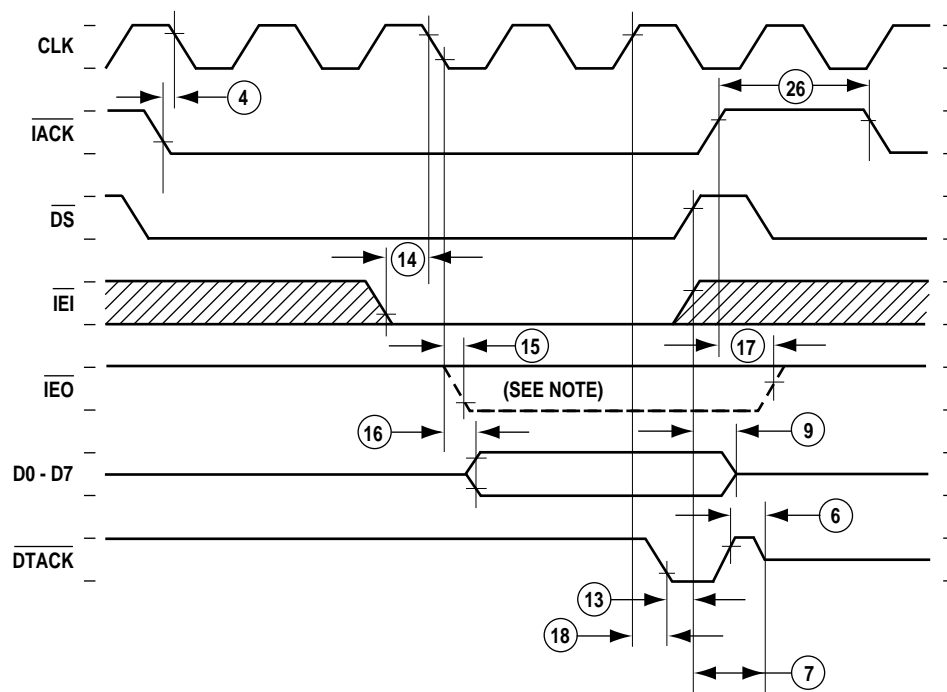 CLK
4
26
IACK
DS
14
IEI
15
17
IEO
(SEE NOTE)
16
9
D0 - D7
6
DTACK
13
18
7